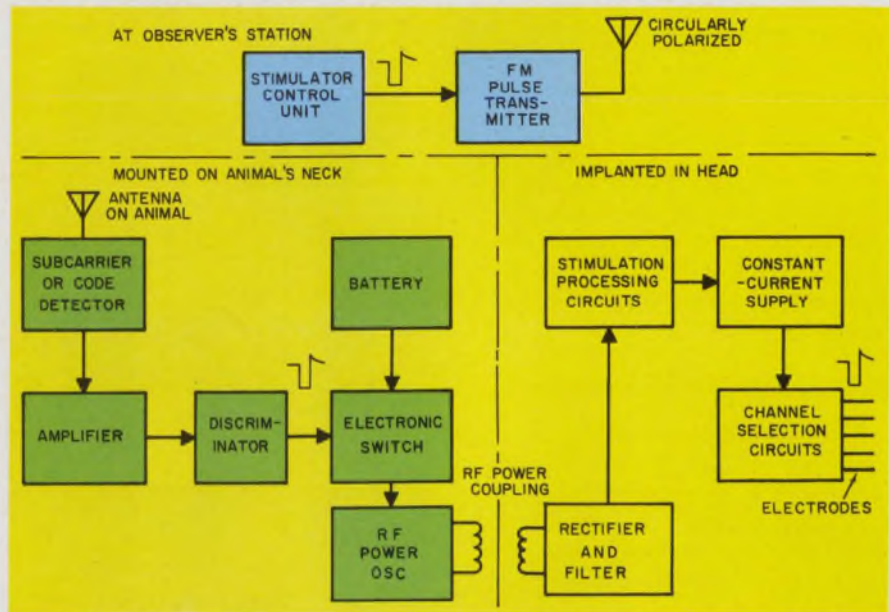 AT OBSERVER'S STATION
CIRCULARLY
POLARIZED
STIMULATOR
CONTROL
UNIT
FM
PULSE
TRANS-
MITTER
MOUNTED ON ANIMAL'S NECK
IMPLANTED IN HEAD
ANTENNA
ON ANIMAL
SUBCARRIER
OR CODE
DETECTOR
BATTERY
STIMULATION
PROCESSING
CIRCUITS
CONSTANT
-CURRENT
SUPPLY
AMPLIFIER
DISCRIM-
INATOR
ELECTRONIC
SWITCH
CHANNEL
SELECTION
CIRCUITS
RF POWER
COUPLING
ELECTRODES
RF
POWER
OSC
RECTIFIER
AND
FILTER